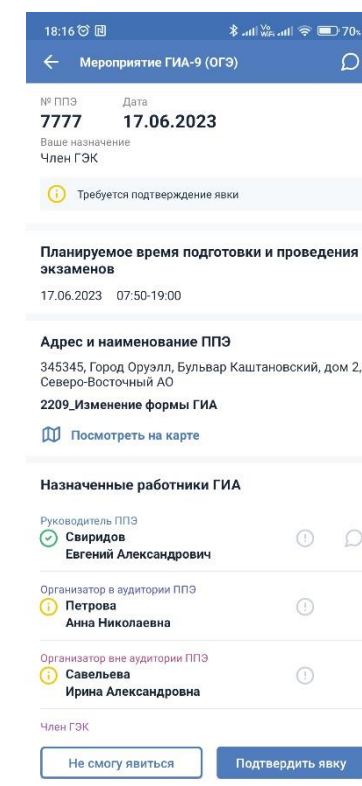 18:16 70%
Мероприятие ГИА-9 (ОГЭ)
№ ППЭ Дата
7777 17.06.2023
Ваше назначение
Член ГЭК
Требуется подтверждение явки
Планируемое время подготовки и проведения
экзаменов
17.06.2023 07:50-19:00
Адрес и наименование ППЭ
345345, Город Оруэлл, Бульвар Каштановский, дом 2,
Северо-Восточный АО
2209_Изменение формы ГИА
Посмотреть на карте
Назначенные работники ГИА
Руководитель ППЭ
Свиридов
Евгений Александрович
Организатор в аудитории ППЭ
Петрова
Анна Николаевна
Организатор вне аудитории ППЭ
Савельева
Ирина Александровна
Член ГЭК
Не смогу явиться Подтвердить явку